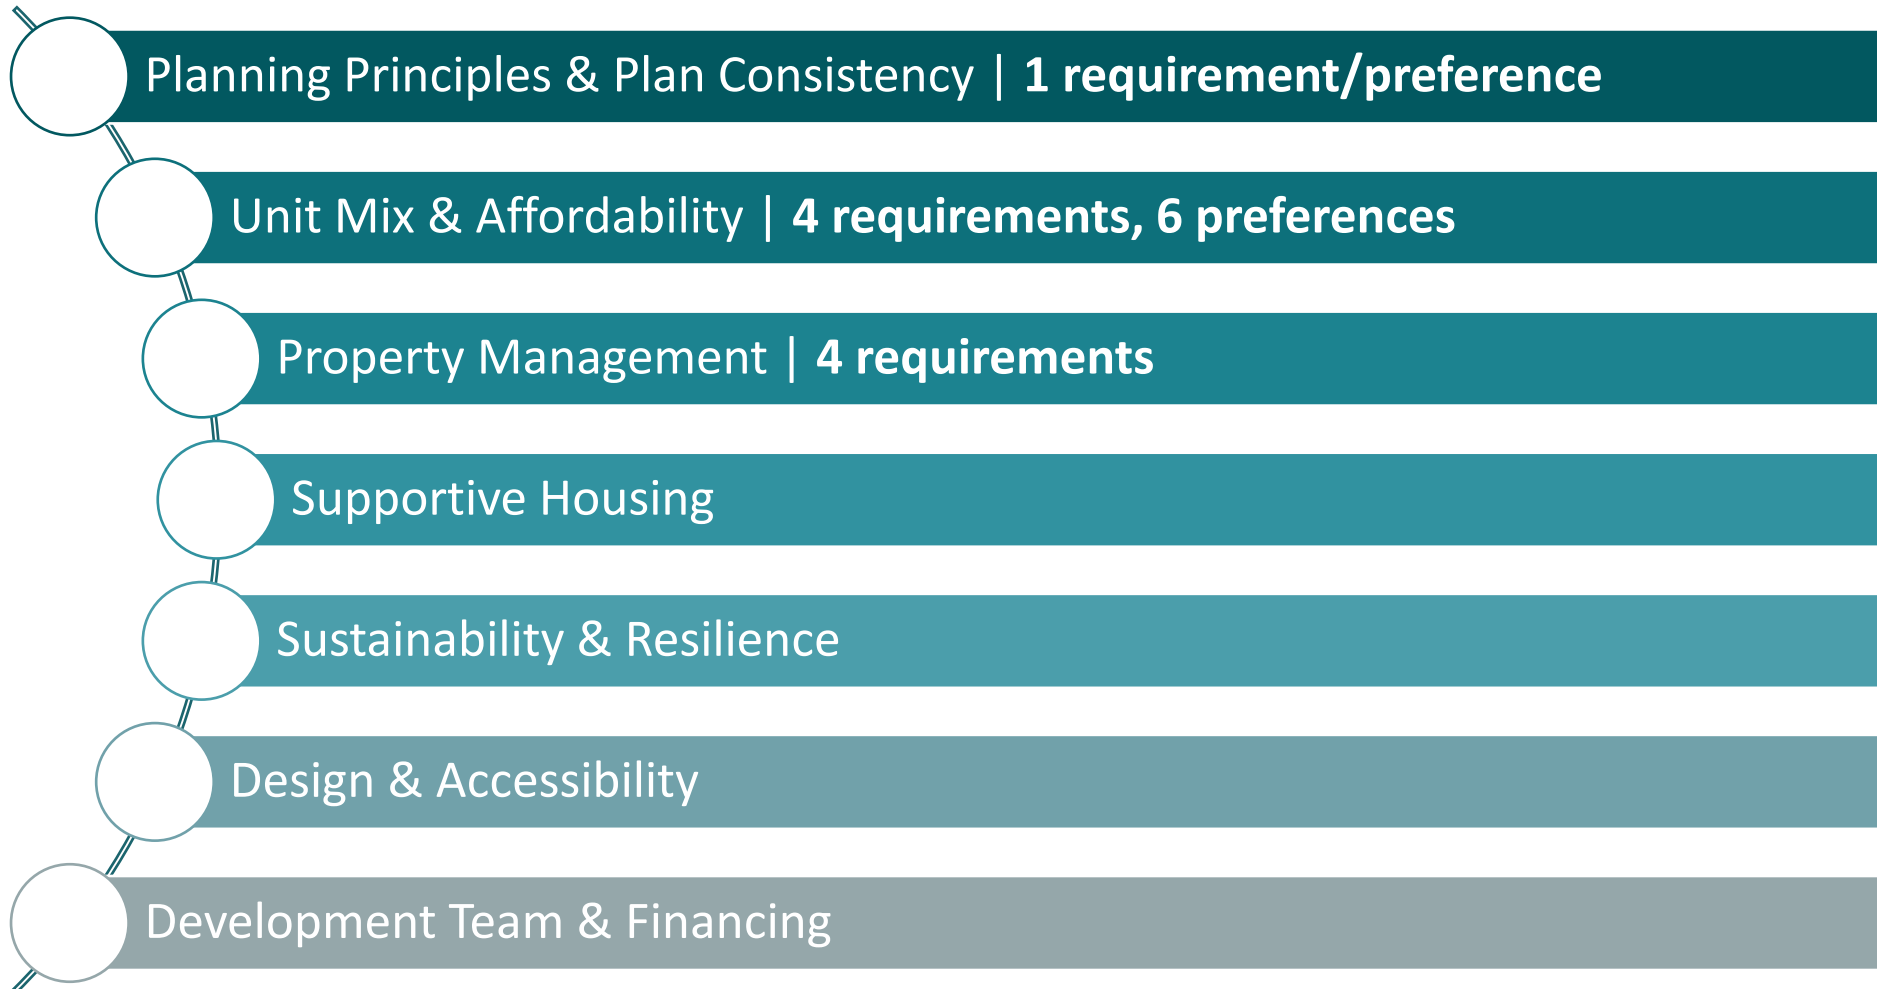 Planning Principles & Plan Consistency | 1 requirement/preference
Unit Mix & Affordability | 4 requirements, 6 preferences
Property Management | 4 requirements
Supportive Housing
Sustainability & Resilience
Design & Accessibility
Development Team & Financing